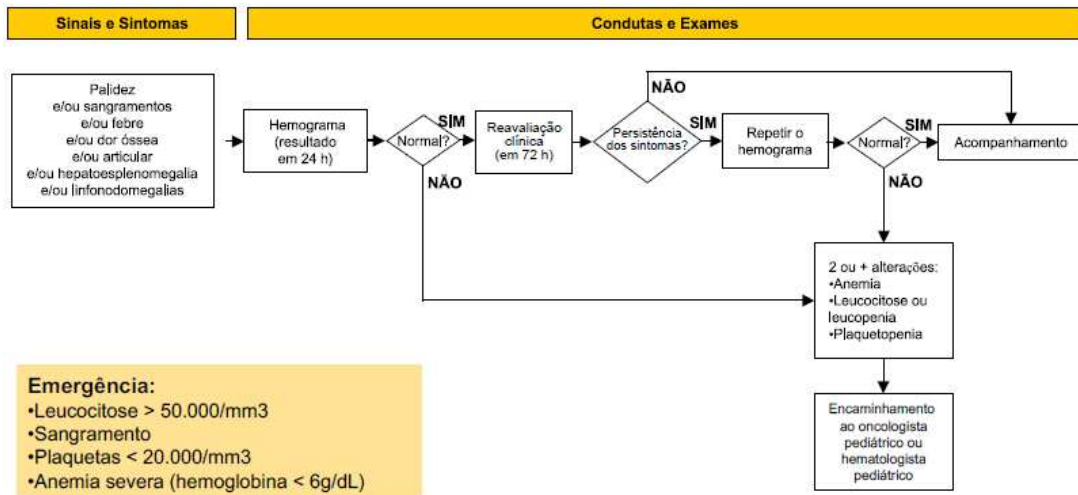 Sinais e Sintomas
Condutas e Exames
Palidez
e/ou sangramentos
e/ou febre
e/ou dor óssea
e/ou articular
e/ou hepatoesplenomegalia
e/ou linfonodomegalias
Hemograma
(resultado
em 24 h)
Normal?
SIM
NÃO
Reavaliação
clínica
(em 72 h)
Persistência
dos sintomas?
NÃO
SIM
Repetir o
hemograma
Normal?
SIM
NÃO
Acompanhamento
2 ou + alterações:
•Anemia
•Leucocitose ou
leucopenia
•Plaquetopenia
Encaminhamento
ao oncologista
pediátrico ou
hematologista
pediátrico
Emergência:
•Leucocitose > 50.000/mm3
•Sangramento
•Plaquetas < 20.000/mm3
•Anemia severa (hemoglobina < 6g/dL)